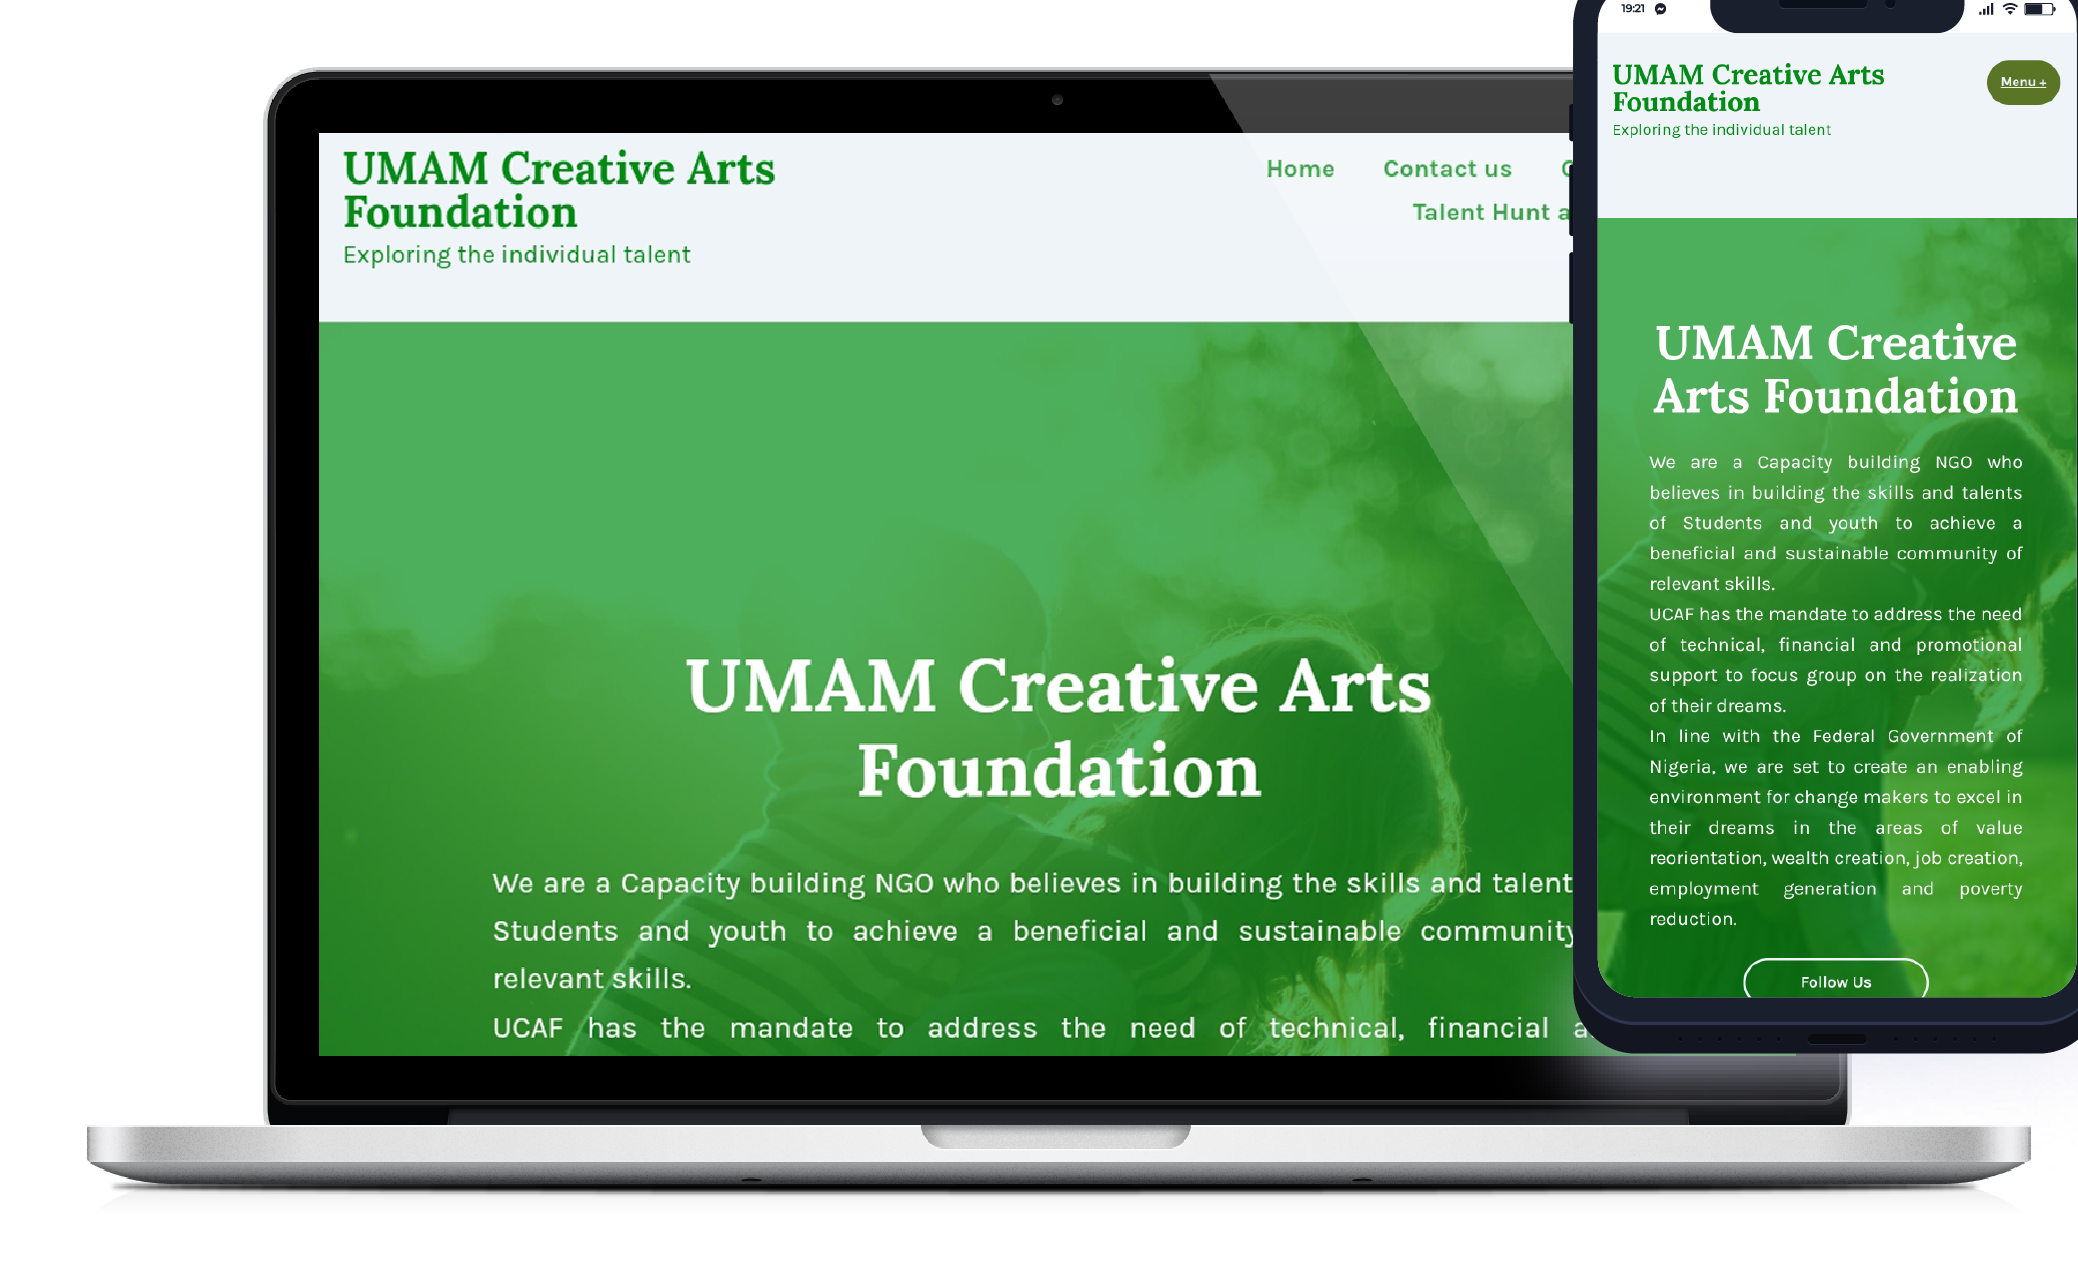 UMAM Creative Arts
Foundation
Exploring the individual talent
Home Contact us
Talent Hunt
UMAM Creative Arts
Foundation
We are a Capacity building NGO who believes in building the skills and talent
Students and youth to achieve a beneficial and sustainable community
relevant skills.
UCAF has the mandate to address the need of technical, financial
19:21
UMAM Creative Arts
Foundation
Exploring the individual talent
Menu +
UMAM Creative
Arts Foundation
We are a Capacity building NGO who
believes in building the skills and talents
of Students and youth to achieve a
beneficial and sustainable community of
relevant skills.
UCAF has the mandate to address the need
of technical, financial and promotional
support to focus group on the realization
of their dreams.
In line with the Federal Government of
Nigeria, we are set to create an enabling
environment for change makers to excel in
their dreams in the areas of value
reorientation, wealth creation, job creation,
employment generation and poverty
reduction.
Follow Us